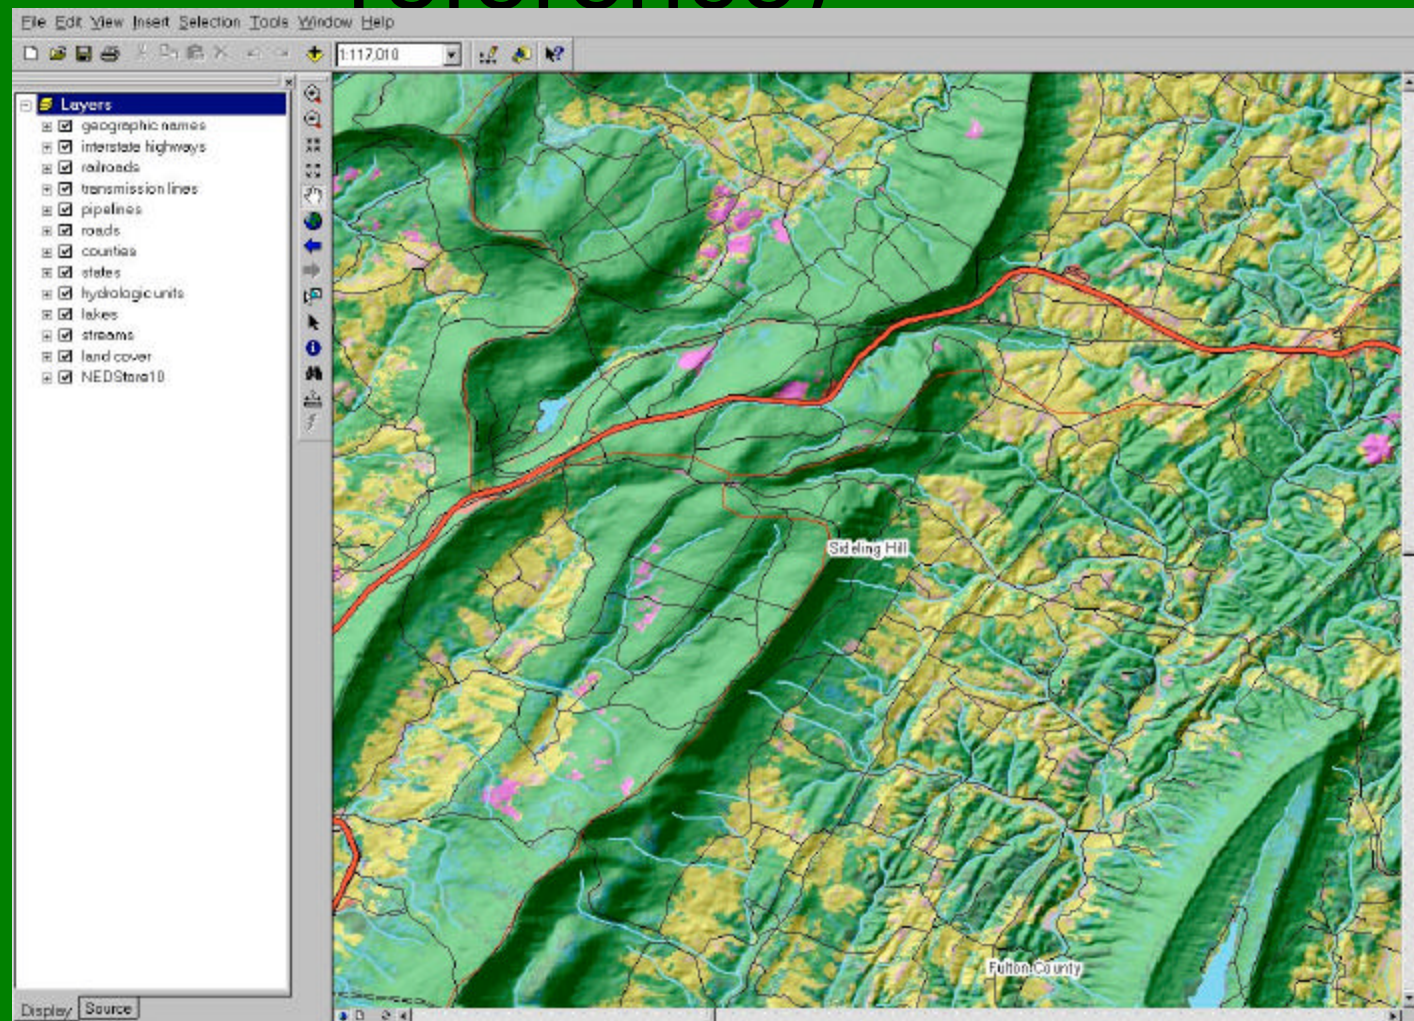 File Edit View Insert Selection Tools Window Help
1:117,010
Layers
geographic names
interstate highways
railroads
transmission lines
pipelines
roads
counties
states
hydrologic units
lakes
streams
land cover
NEDStore10
Sideling Hill
Fulton County
Display Source